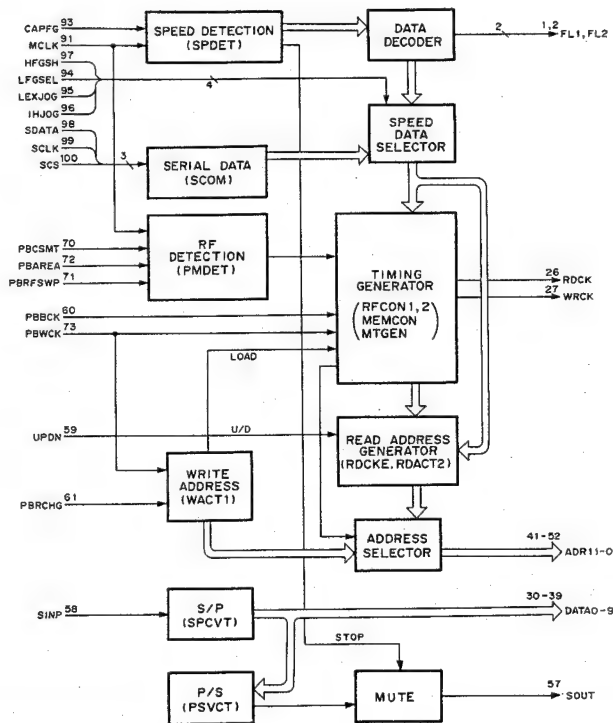 CAPFG 93
MCLK 91
HFGSH 97
LFGSEL 94
LEXJOG 95
IHJOG 96
SDATA 98
SCLK 99
SCS 100
SPEED DETECTION
(SPDET)
DATA
DECODER
2
1,2
FL1, FL2
4
SPEED
DATA
SELECTOR
3
SERIAL DATA
(SCOM)
PBCSMT 70
PBAREA 72
PBRFSWP 71
RF
DETECTION
(PMDET)
TIMING
GENERATOR
(RFCON1,2
MEMCON
MTGEN)
26
RDCK
27
WRCK
PBBCK 60
PBWCK 73
LOAD
UPDN 59
U/D
READ ADDRESS
GENERATOR
(RDCKE, RDACT2)
WRITE
ADDRESS
(WACT1)
PBRCHG 61
ADDRESS
SELECTOR
41-52
ADR11-0
SINP 58
S/P
(SPCVT)
30-39
DATA0-9
STOP
P/S
(PSVCT)
MUTE
57
SOUT